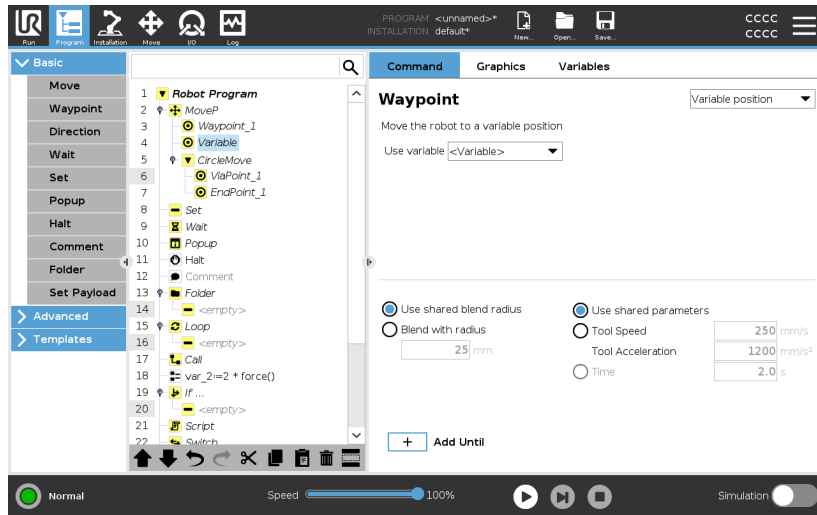 UR
Run
Program
Installation
Move
I/O
Log
PROGRAM <unnamed>*
INSTALLATION default*
New...
Open...
Save...
cccc
cccc
Basic
Move
Waypoint
Direction
Wait
Set
Popup
Halt
Comment
Folder
Set Payload
Advanced
Templates
1 Robot Program
2 MoveP
3 Waypoint_1
4 Variable
5 CircleMove
6 ViaPoint_1
7 EndPoint_1
8 Set
9 Wait
10 Popup
11 Halt
12 Comment
13 Folder
14 <empty>
15 Loop
16 <empty>
17 Call
18 var_2:=2 * force()
19 If ...
20 <empty>
21 Script
22 Switch
Command Graphics Variables
Waypoint
Variable position
Move the robot to a variable position
Use variable <Variable>
Use shared blend radius
Blend with radius
25 mm
Use shared parameters
Tool Speed 250 mm/s
Tool Acceleration 1200 mm/s²
Time 2.0 s
+ Add Until
Normal
Speed 100%
Simulation